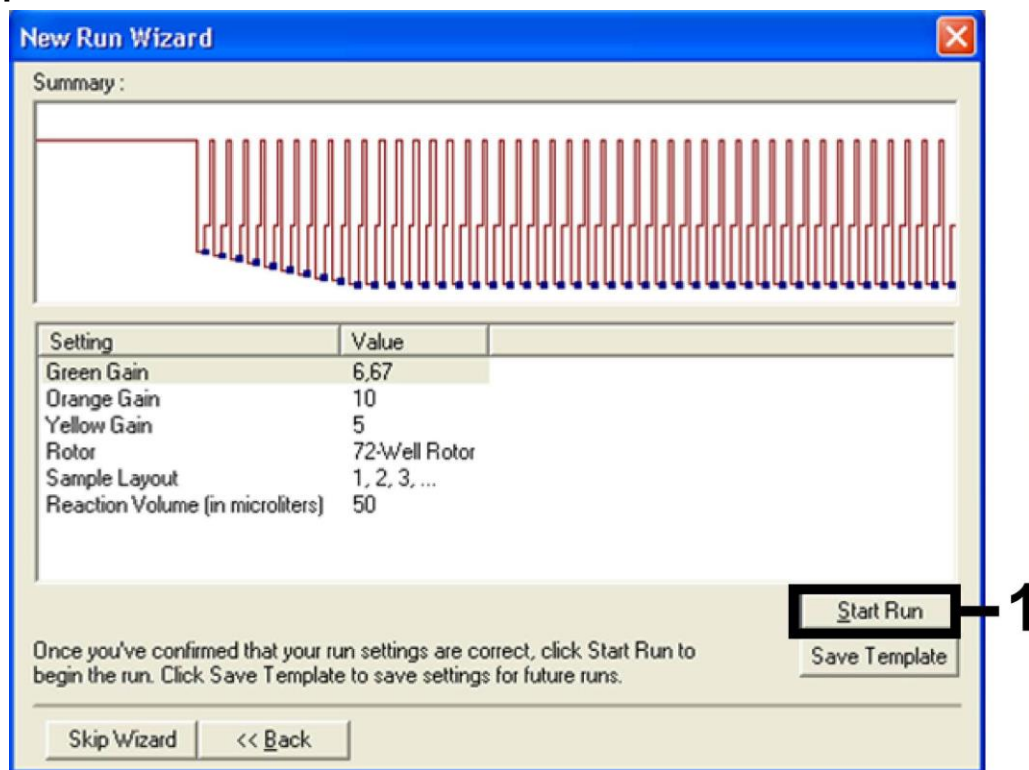 New Run Wizard
Summary :
Setting Value
Green Gain 6,67
Orange Gain 10
Yellow Gain 5
Rotor 72-Well Rotor
Sample Layout 1, 2, 3, ...
Reaction Volume (in microliters) 50
Start Run 1
Once you've confirmed that your run settings are correct, click Start Run to
begin the run. Click Save Template to save settings for future runs.
Save Template
Skip Wizard << Back